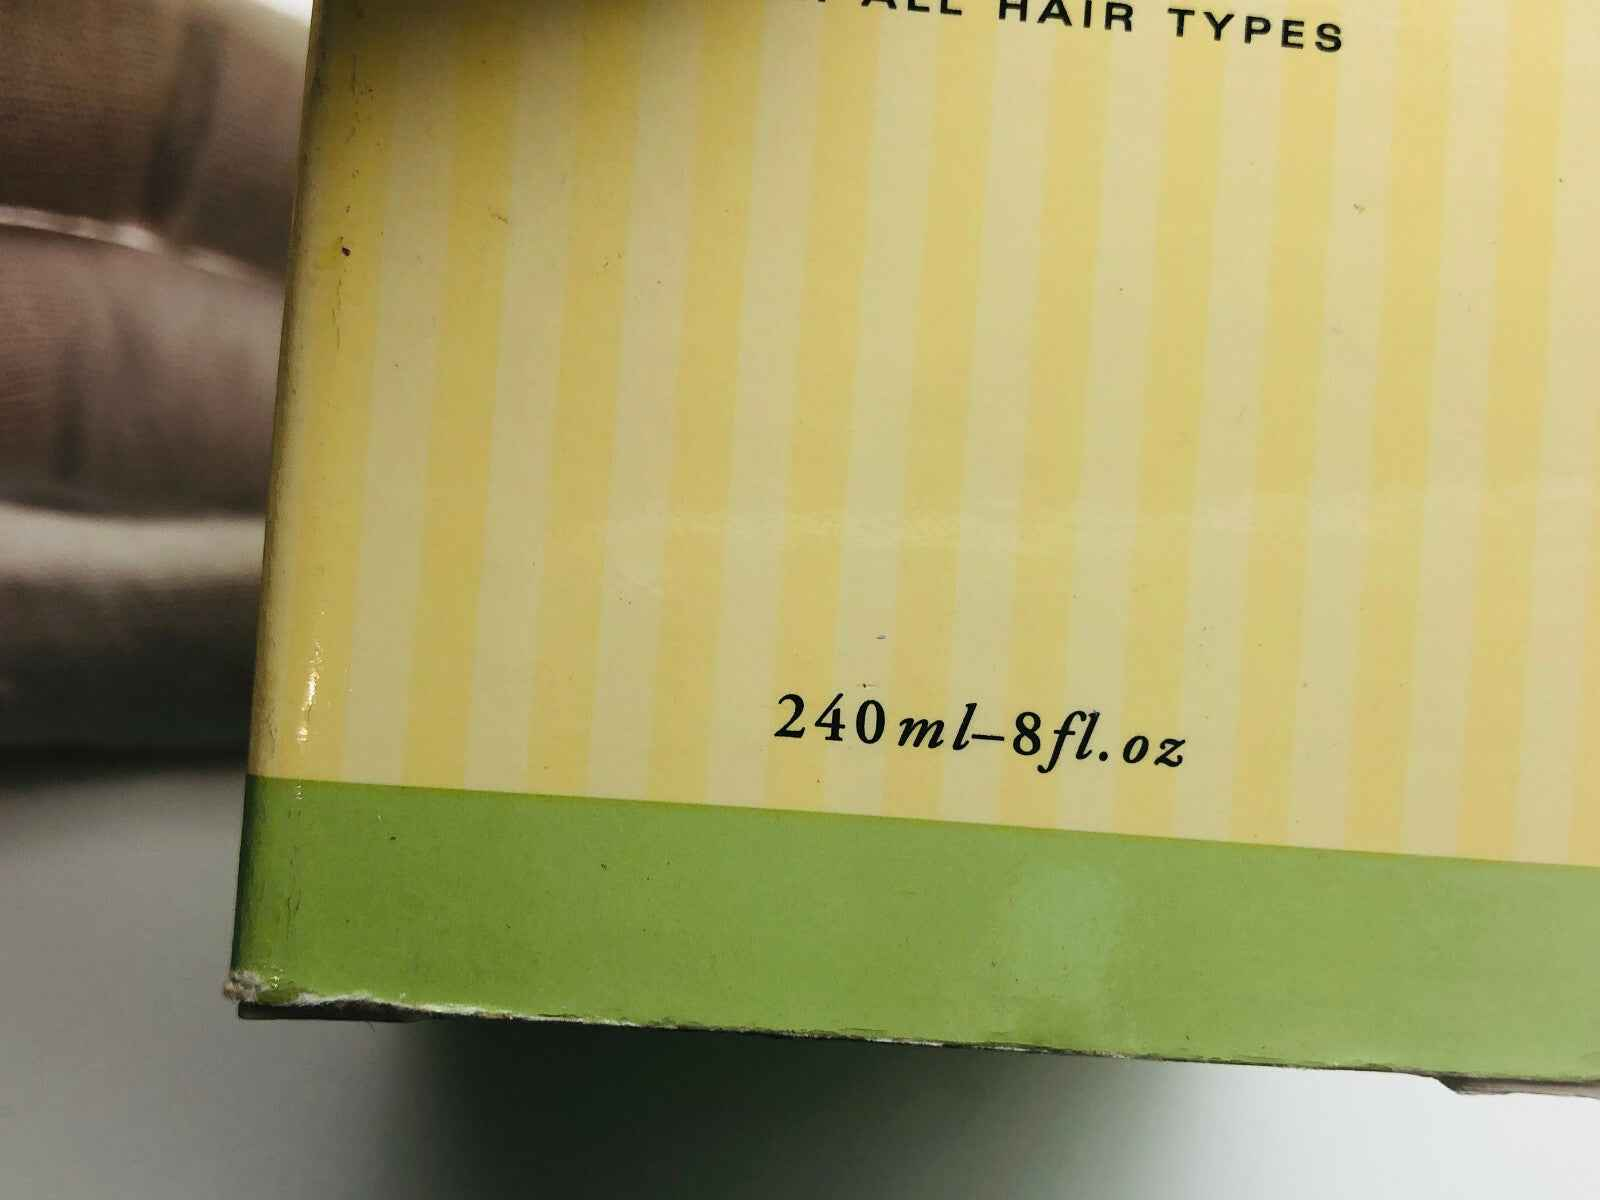 ALL HAIR TYPES
240ml-8fl.oz